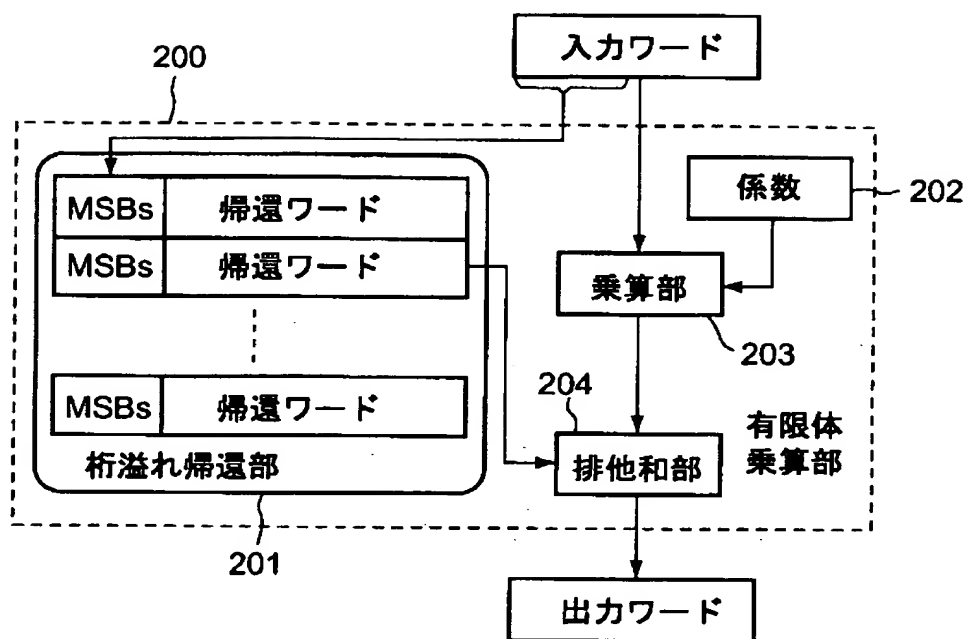 入力ワード
200
MSBs 帰還ワード
係数
202
MSBs 帰還ワード
乗算部
203
204
MSBs 帰還ワード
有限体
乗算部
桁溢れ帰還部
排他和部
201
出力ワード